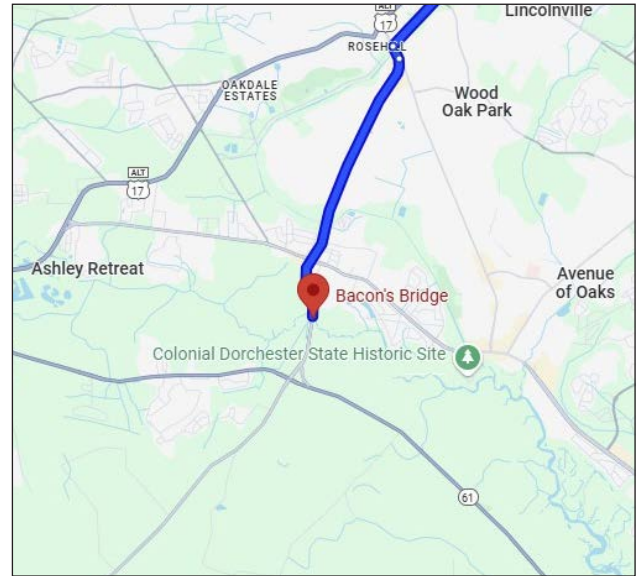 Lincolnville
ALT
17
ROSEHILL
OAKDALE
ESTATES
Wood
Oak Park
ALT
17
Ashley Retreat
Avenue
of Oaks
Bacon's Bridge
Colonial Dorchester State Historic Site
61